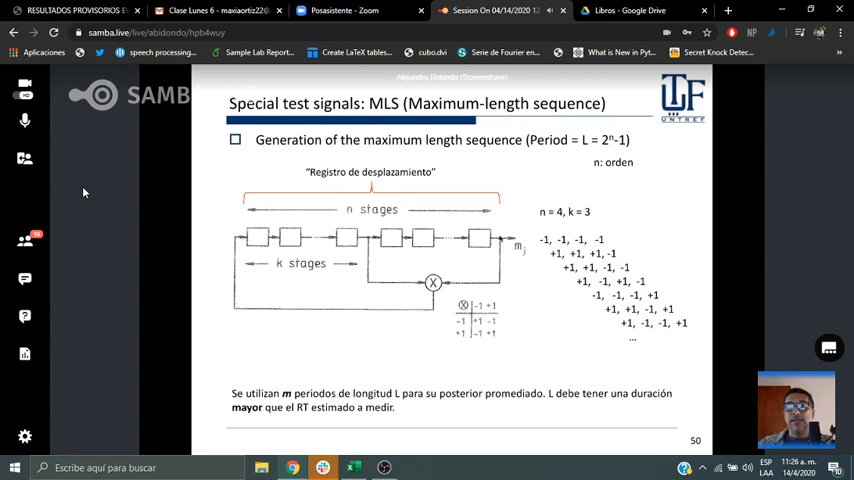 RESULTADOS PROVISORIOS E
Clase Lunes 6 - maxiaortiz22@
Posasistente - Zoom
Session On 04/14/2020 12
Libros - Google Drive
samba.live/live/abidondo/hpb4wuy
Aplicaciones
speech processing...
Sample Lab Report...
Create LaTeX tables...
cubo.dvi
Serie de Fourier en...
What is New in Pyt...
Secret Knock Detec...
Alejandro Bidondo (Screenshare)
SAMB
Special test signals: MLS (Maximum-length sequence)
UNTREF
Generation of the maximum length sequence (Period = L = 2ⁿ-1)
n: orden
"Registro de desplazamiento"
n stages
n = 4, k = 3
mj
k stages
X
-1, -1, -1, -1
+1, +1, +1, -1
+1, +1, -1, -1
+1, -1, +1, -1
-1, -1, -1, +1
+1, +1, -1, +1
+1, -1, -1, +1
...
X -1 +1
-1 +1 -1
+1 -1 +1
Se utilizan m periodos de longitud L para su posterior promediado. L debe tener una duración
mayor que el RT estimado a medir.
50
Escribe aquí para buscar
ESP
LAA
11:26 a. m.
14/4/2020